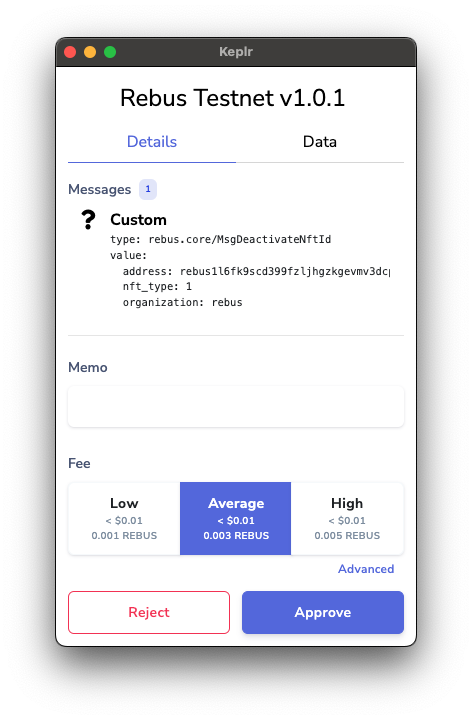 Keplr
Rebus Testnet v1.0.1
Details Data
Messages 1
? Custom
type: rebus.core/MsgDeactivateNftId
value:
address: rebus1l6fk9scd399fzljhgzkgevmv3dcp
nft_type: 1
organization: rebus
Memo
Fee
Low Average High
< $0.01 < $0.01 < $0.01
0.001 REBUS 0.003 REBUS 0.005 REBUS
Advanced
Reject Approve